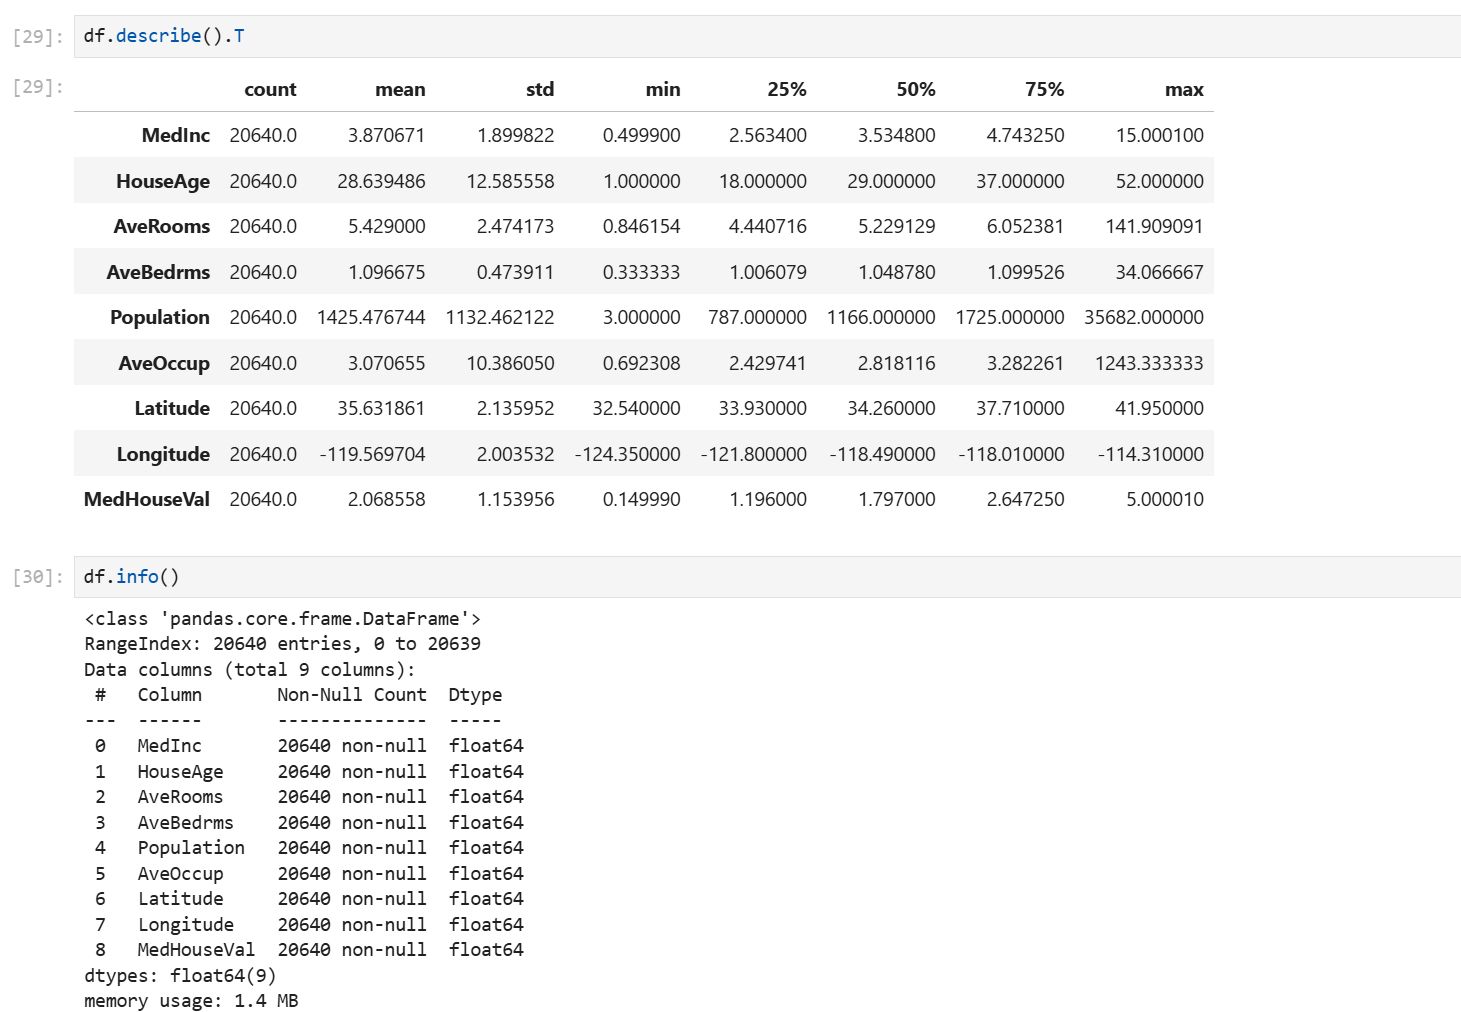 [29]: df.describe().T
[29]: count mean std min 25% 50% 75% max
MedInc 20640.0 3.870671 1.899822 0.499900 2.563400 3.534800 4.743250 15.000100
HouseAge 20640.0 28.639486 12.585558 1.000000 18.000000 29.000000 37.000000 52.000000
AveRooms 20640.0 5.429000 2.474173 0.846154 4.440716 5.229129 6.052381 141.909091
AveBedrms 20640.0 1.096675 0.473911 0.333333 1.006079 1.048780 1.099526 34.066667
Population 20640.0 1425.476744 1132.462122 3.000000 787.000000 1166.000000 1725.000000 35682.000000
AveOccup 20640.0 3.070655 10.386050 0.692308 2.429741 2.818116 3.282261 1243.333333
Latitude 20640.0 35.631861 2.135952 32.540000 33.930000 34.260000 37.710000 41.950000
Longitude 20640.0 -119.569704 2.003532 -124.350000 -121.800000 -118.490000 -118.010000 -114.310000
MedHouseVal 20640.0 2.068558 1.153956 0.149990 1.196000 1.797000 2.647250 5.000010
[30]: df.info()
<class 'pandas.core.frame.DataFrame'>
RangeIndex: 20640 entries, 0 to 20639
Data columns (total 9 columns):
 #   Column       Non-Null Count  Dtype
---  ------       --------------  -----
 0   MedInc       20640 non-null  float64
 1   HouseAge     20640 non-null  float64
 2   AveRooms     20640 non-null  float64
 3   AveBedrms    20640 non-null  float64
 4   Population   20640 non-null  float64
 5   AveOccup     20640 non-null  float64
 6   Latitude     20640 non-null  float64
 7   Longitude    20640 non-null  float64
 8   MedHouseVal  20640 non-null  float64
dtypes: float64(9)
memory usage: 1.4 MB